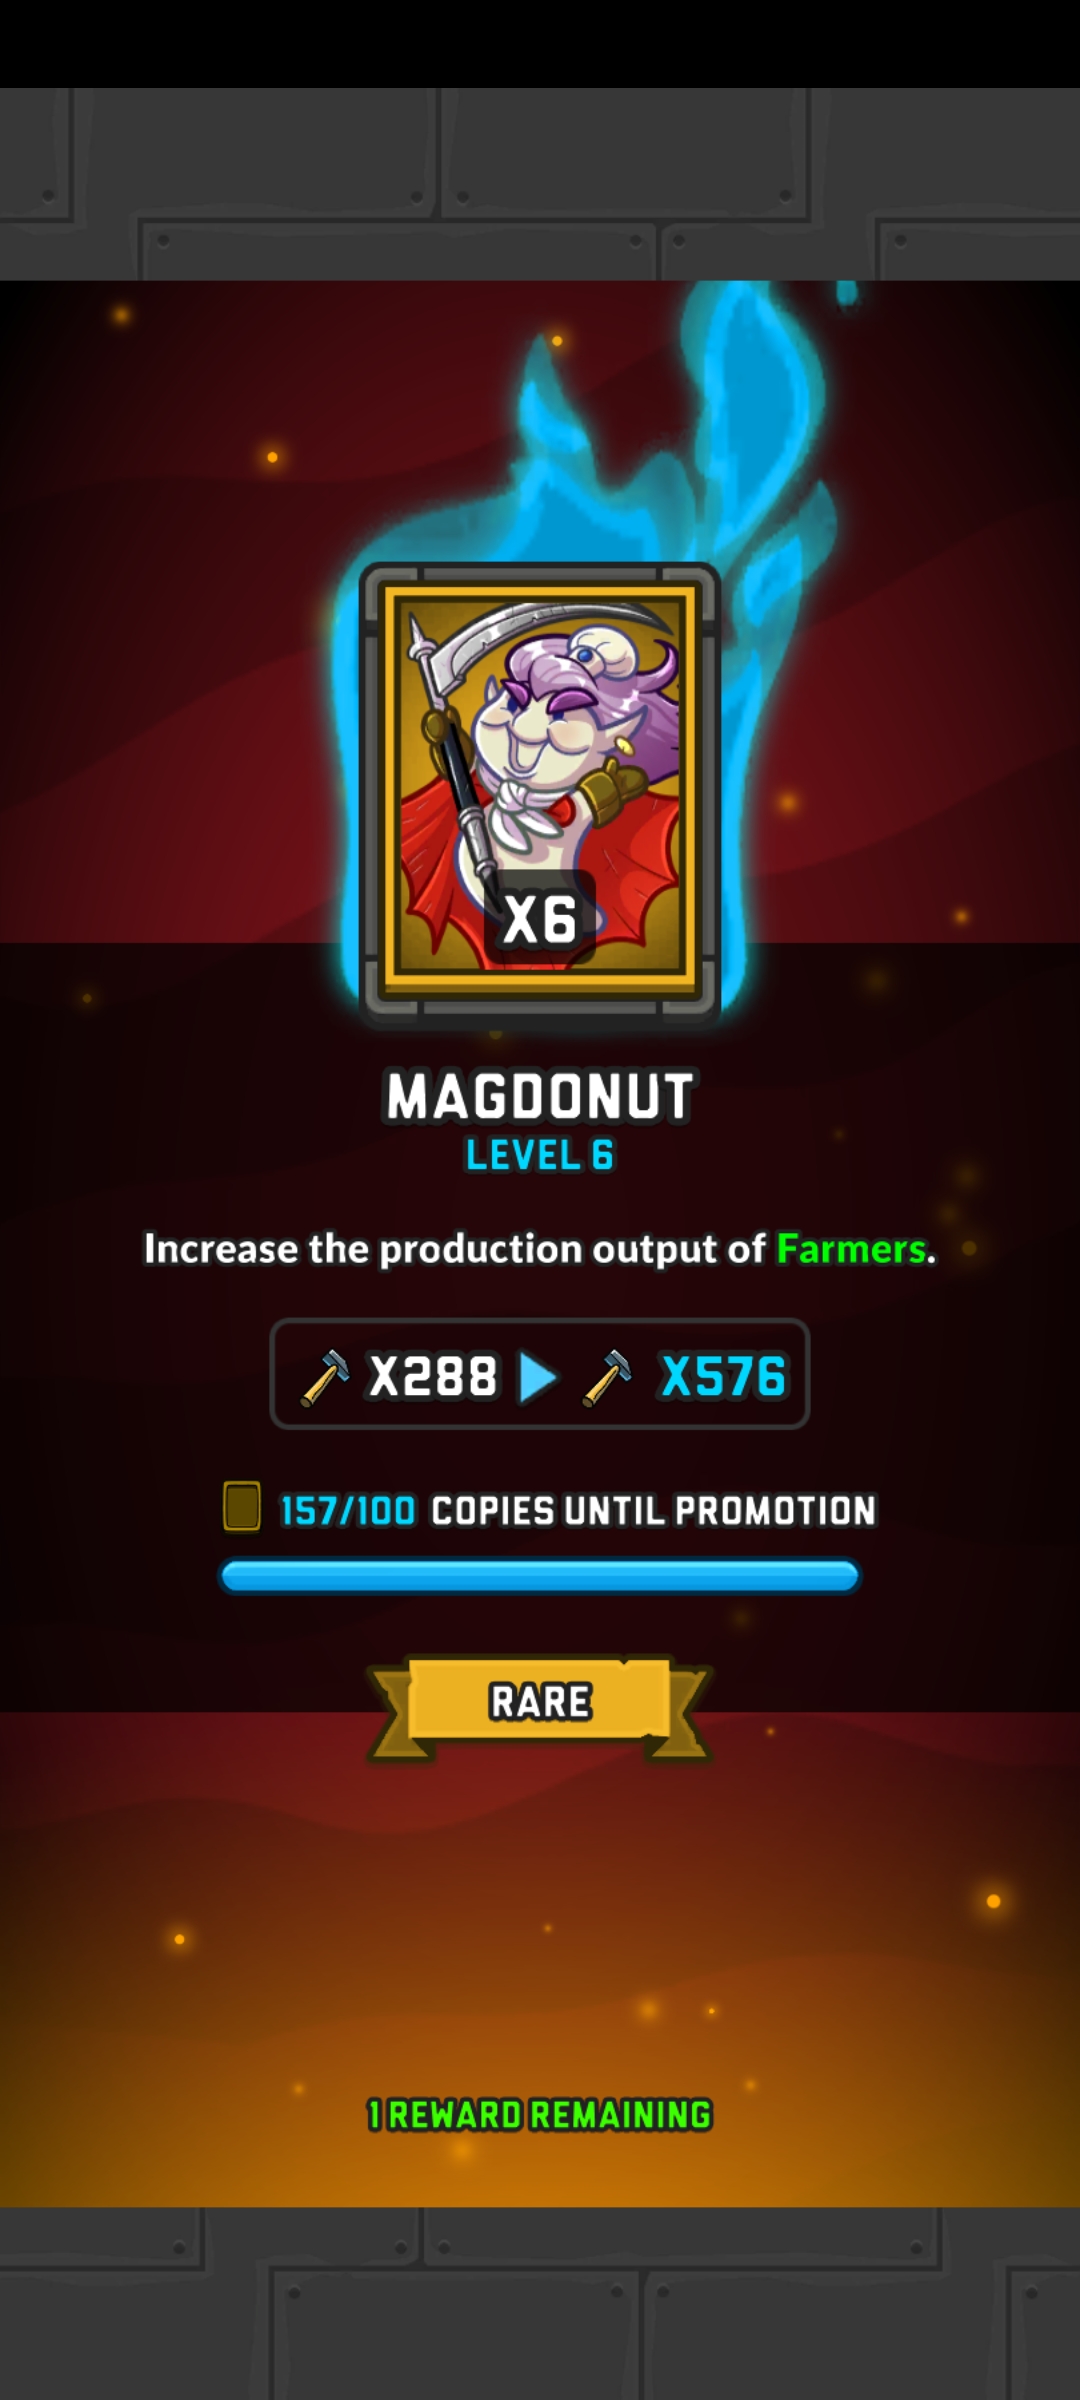 X6
MAGDONUT
LEVEL 6
Increase the production output of Farmers.
X288 X576
157/100 COPIES UNTIL PROMOTION
RARE
1 REWARD REMAINING